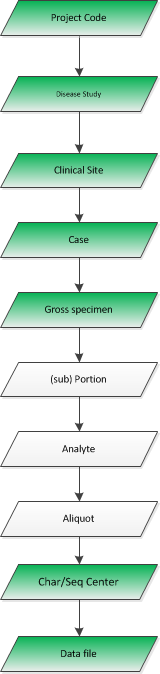 Project Code
Disease Study
Clinical Site
Case
Gross specimen
(sub) Portion
Analyte
Aliquot
Char/Seq Center
Data file